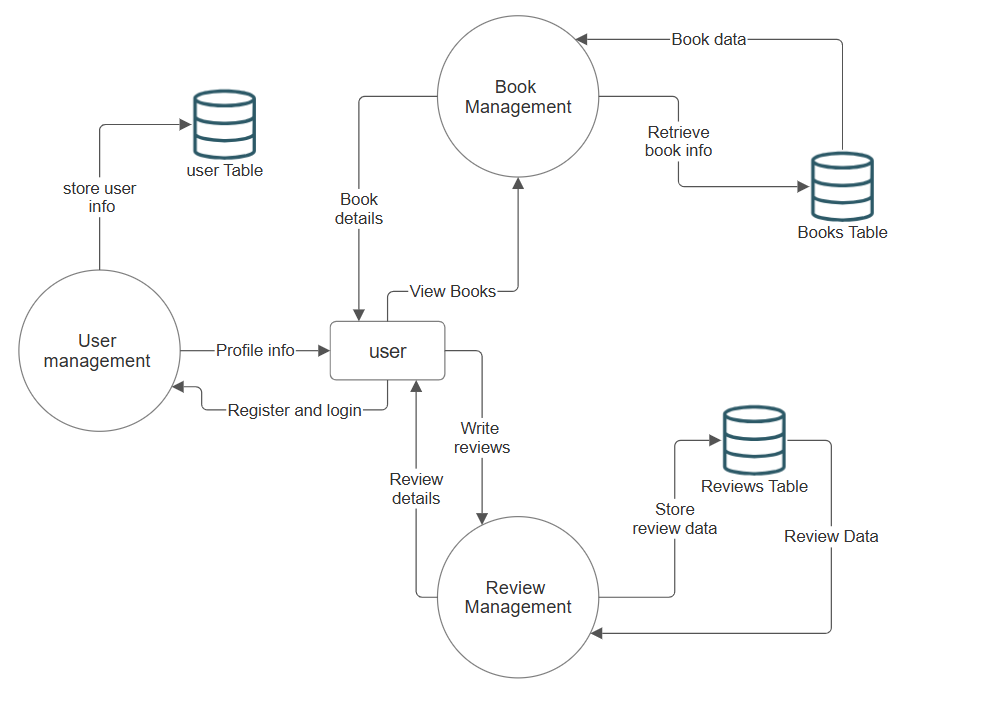 Book data
Book
Management
Retrieve
book info
user Table
store user
info
Book
details
Books Table
View Books
User
management
Profile info
user
Register and login
Write
reviews
Review
details
Reviews Table
Store
review data
Review Data
Review
Management